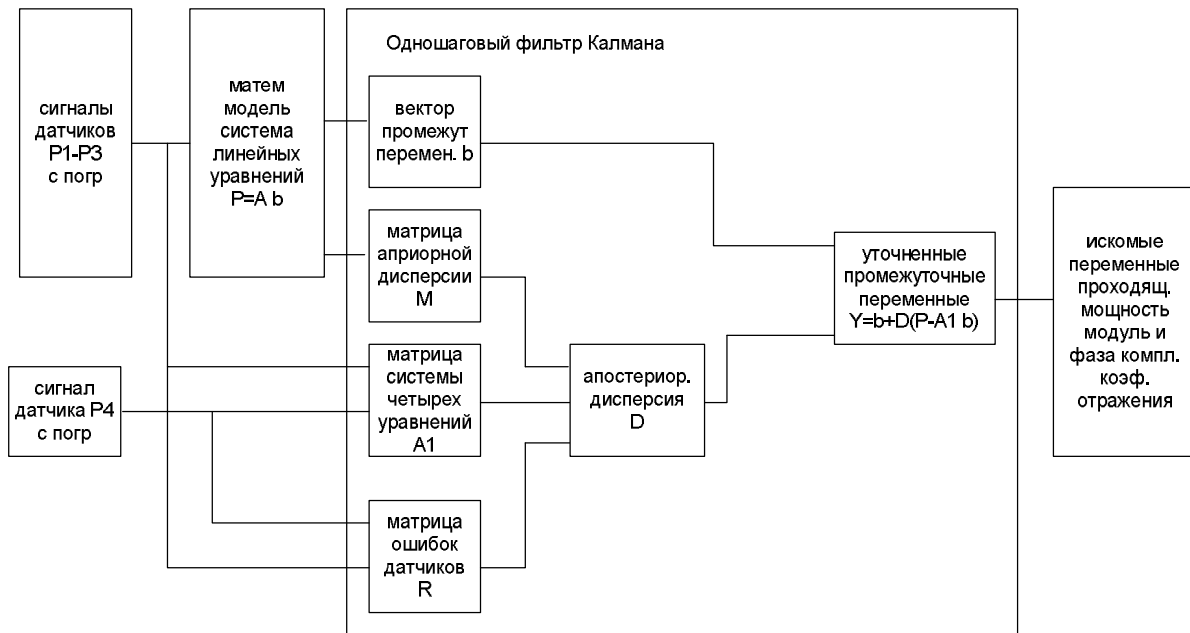 Одношаговый фильтр Калмана
сигналы
датчиков
P1-P3
с погр
матем
модель
система
линейных
уравнений
P=A b
вектор
промежут
перемен. b
матрица
априорной
дисперсии
M
матрица
системы
четырех
уравнений
A1
матрица
ошибок
датчиков
R
сигнал
датчика P4
с погр
апостериор.
дисперсия
D
уточненные
промежуточные
переменные
Y=b+D(P-A1 b)
искомые
переменные
проходящ.
мощность
модуль и
фаза компл.
коэф.
отражения